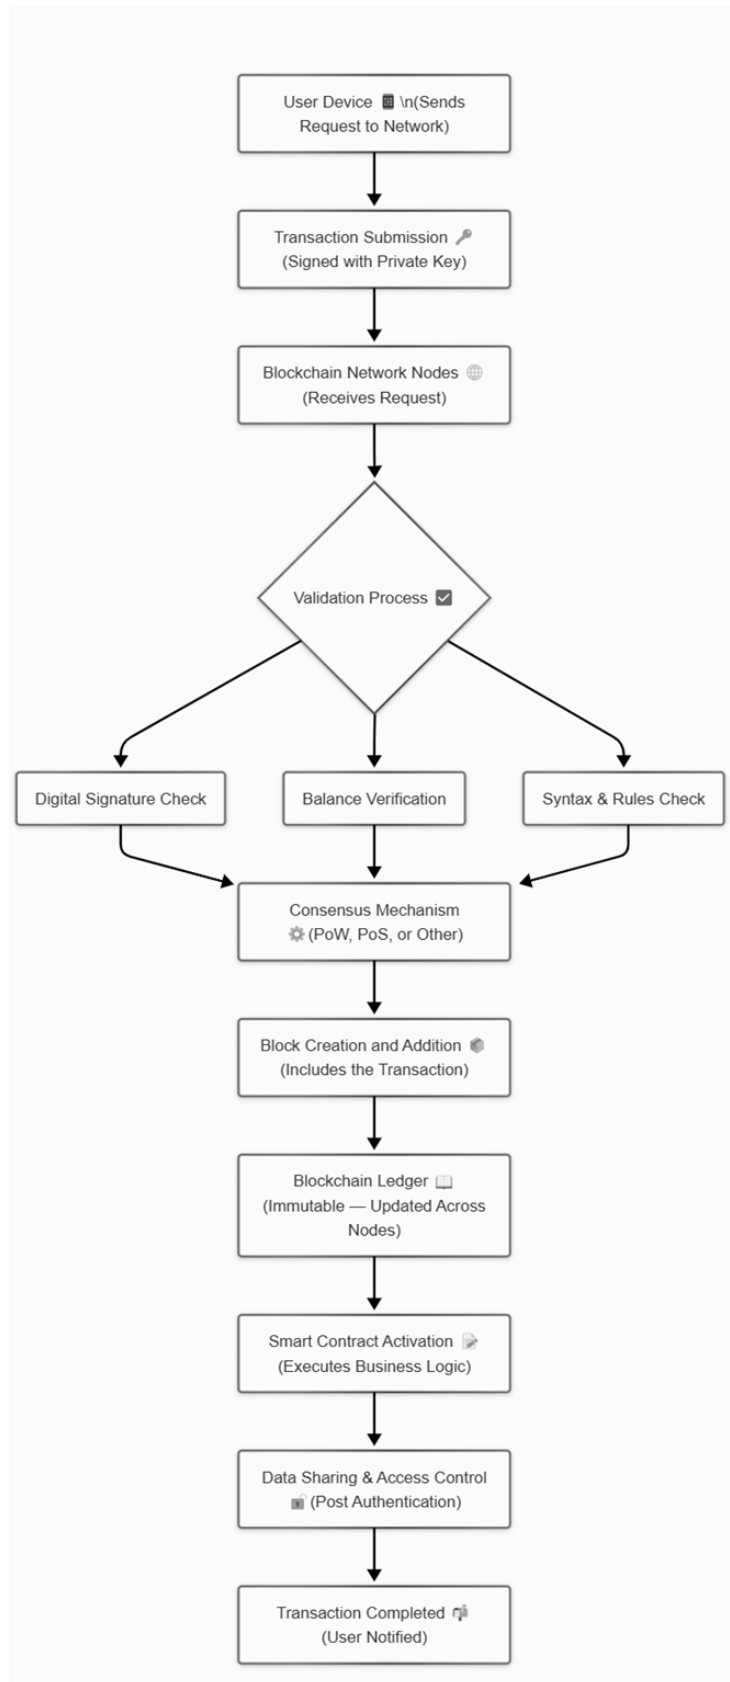 User Device 📱 \n(Sends
Request to Network)
Transaction Submission 🔑
(Signed with Private Key)
Blockchain Network Nodes 🌐
(Receives Request)
Validation Process ☑
Digital Signature Check
Balance Verification
Syntax & Rules Check
Consensus Mechanism
⚙(PoW, PoS, or Other)
Block Creation and Addition 📦
(Includes the Transaction)
Blockchain Ledger 📖
(Immutable — Updated Across
Nodes)
Smart Contract Activation 📝
(Executes Business Logic)
Data Sharing & Access Control
🔓(Post Authentication)
Transaction Completed 📬
(User Notified)